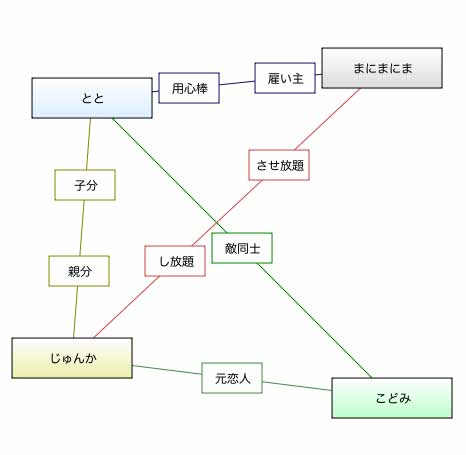 まにまにま
雇い主
用心棒
とと
させ放題
子分
敵同士
し放題
親分
じゅんか
元恋人
こどみ